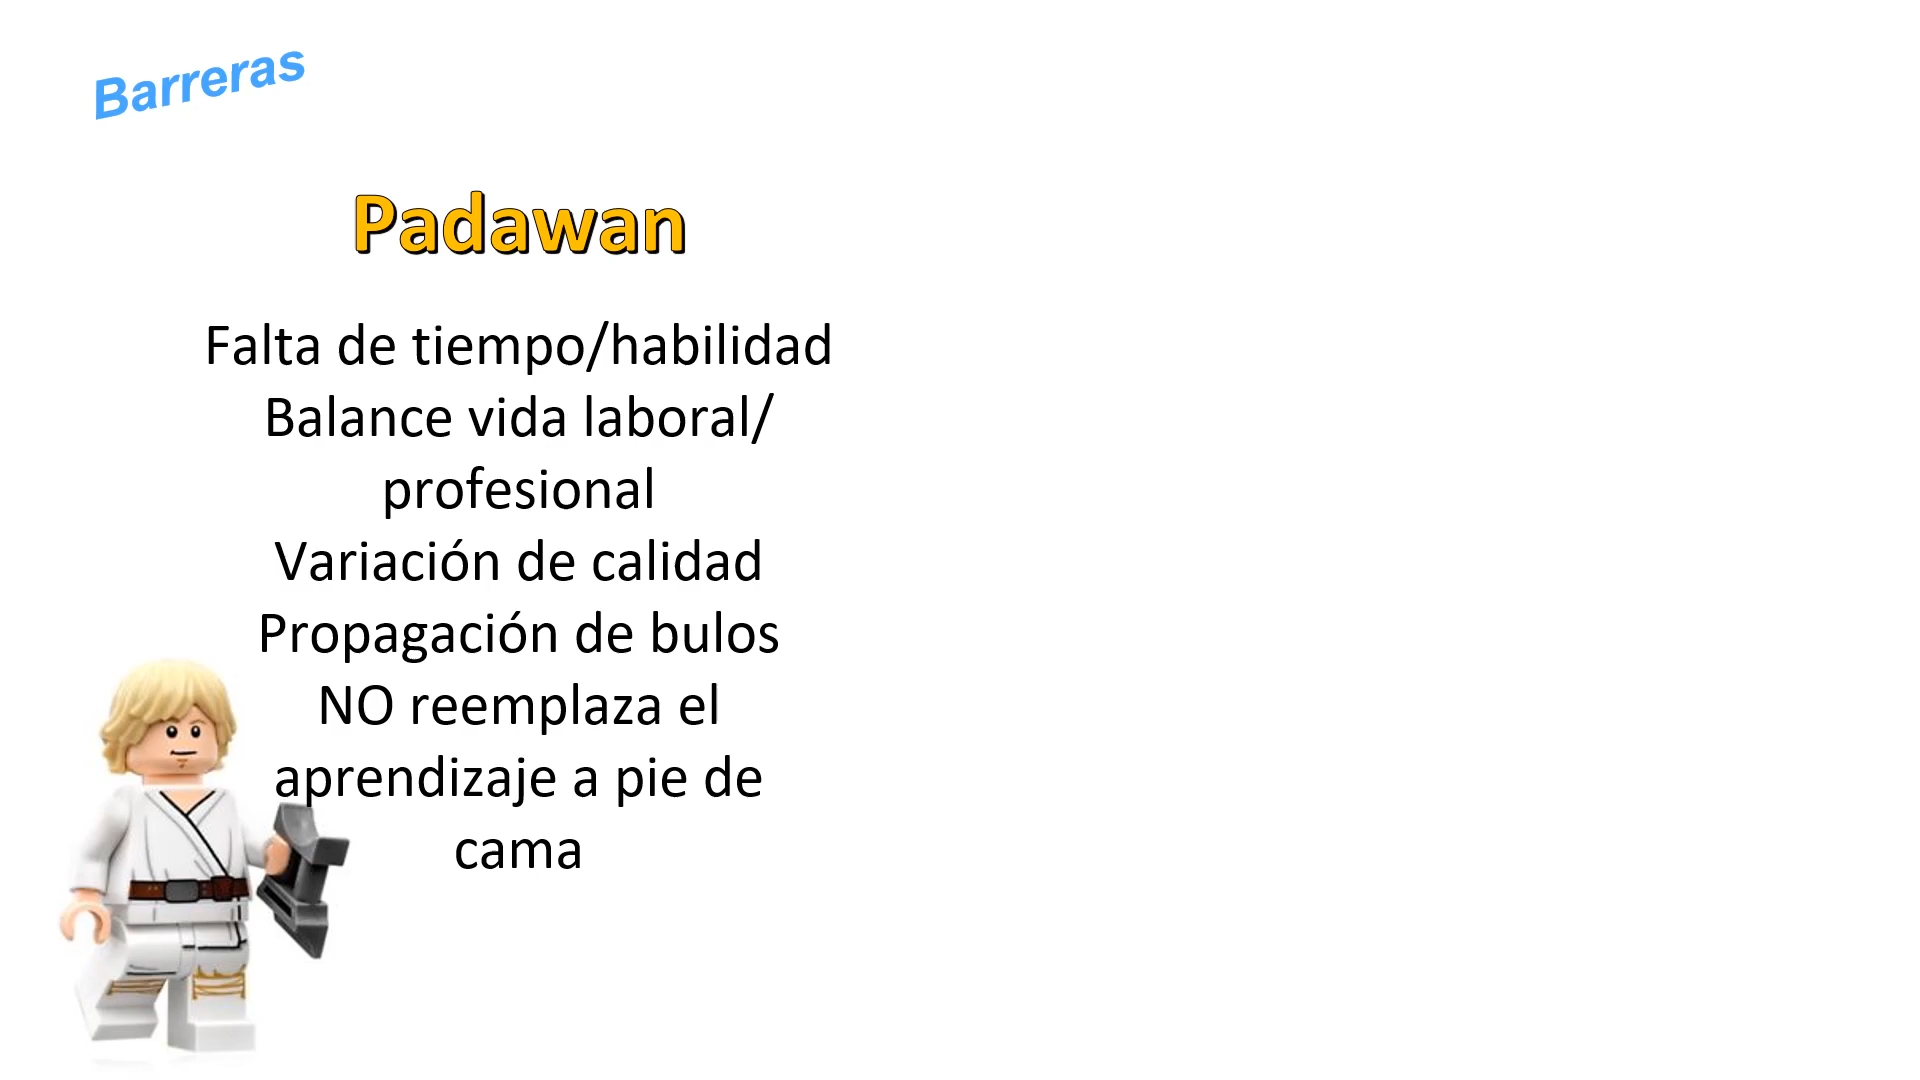 Barreras
Padawan
Falta de tiempo/habilidad
Balance vida laboral/
profesional
Variación de calidad
Propagación de bulos
NO reemplaza el
aprendizaje a pie de
cama